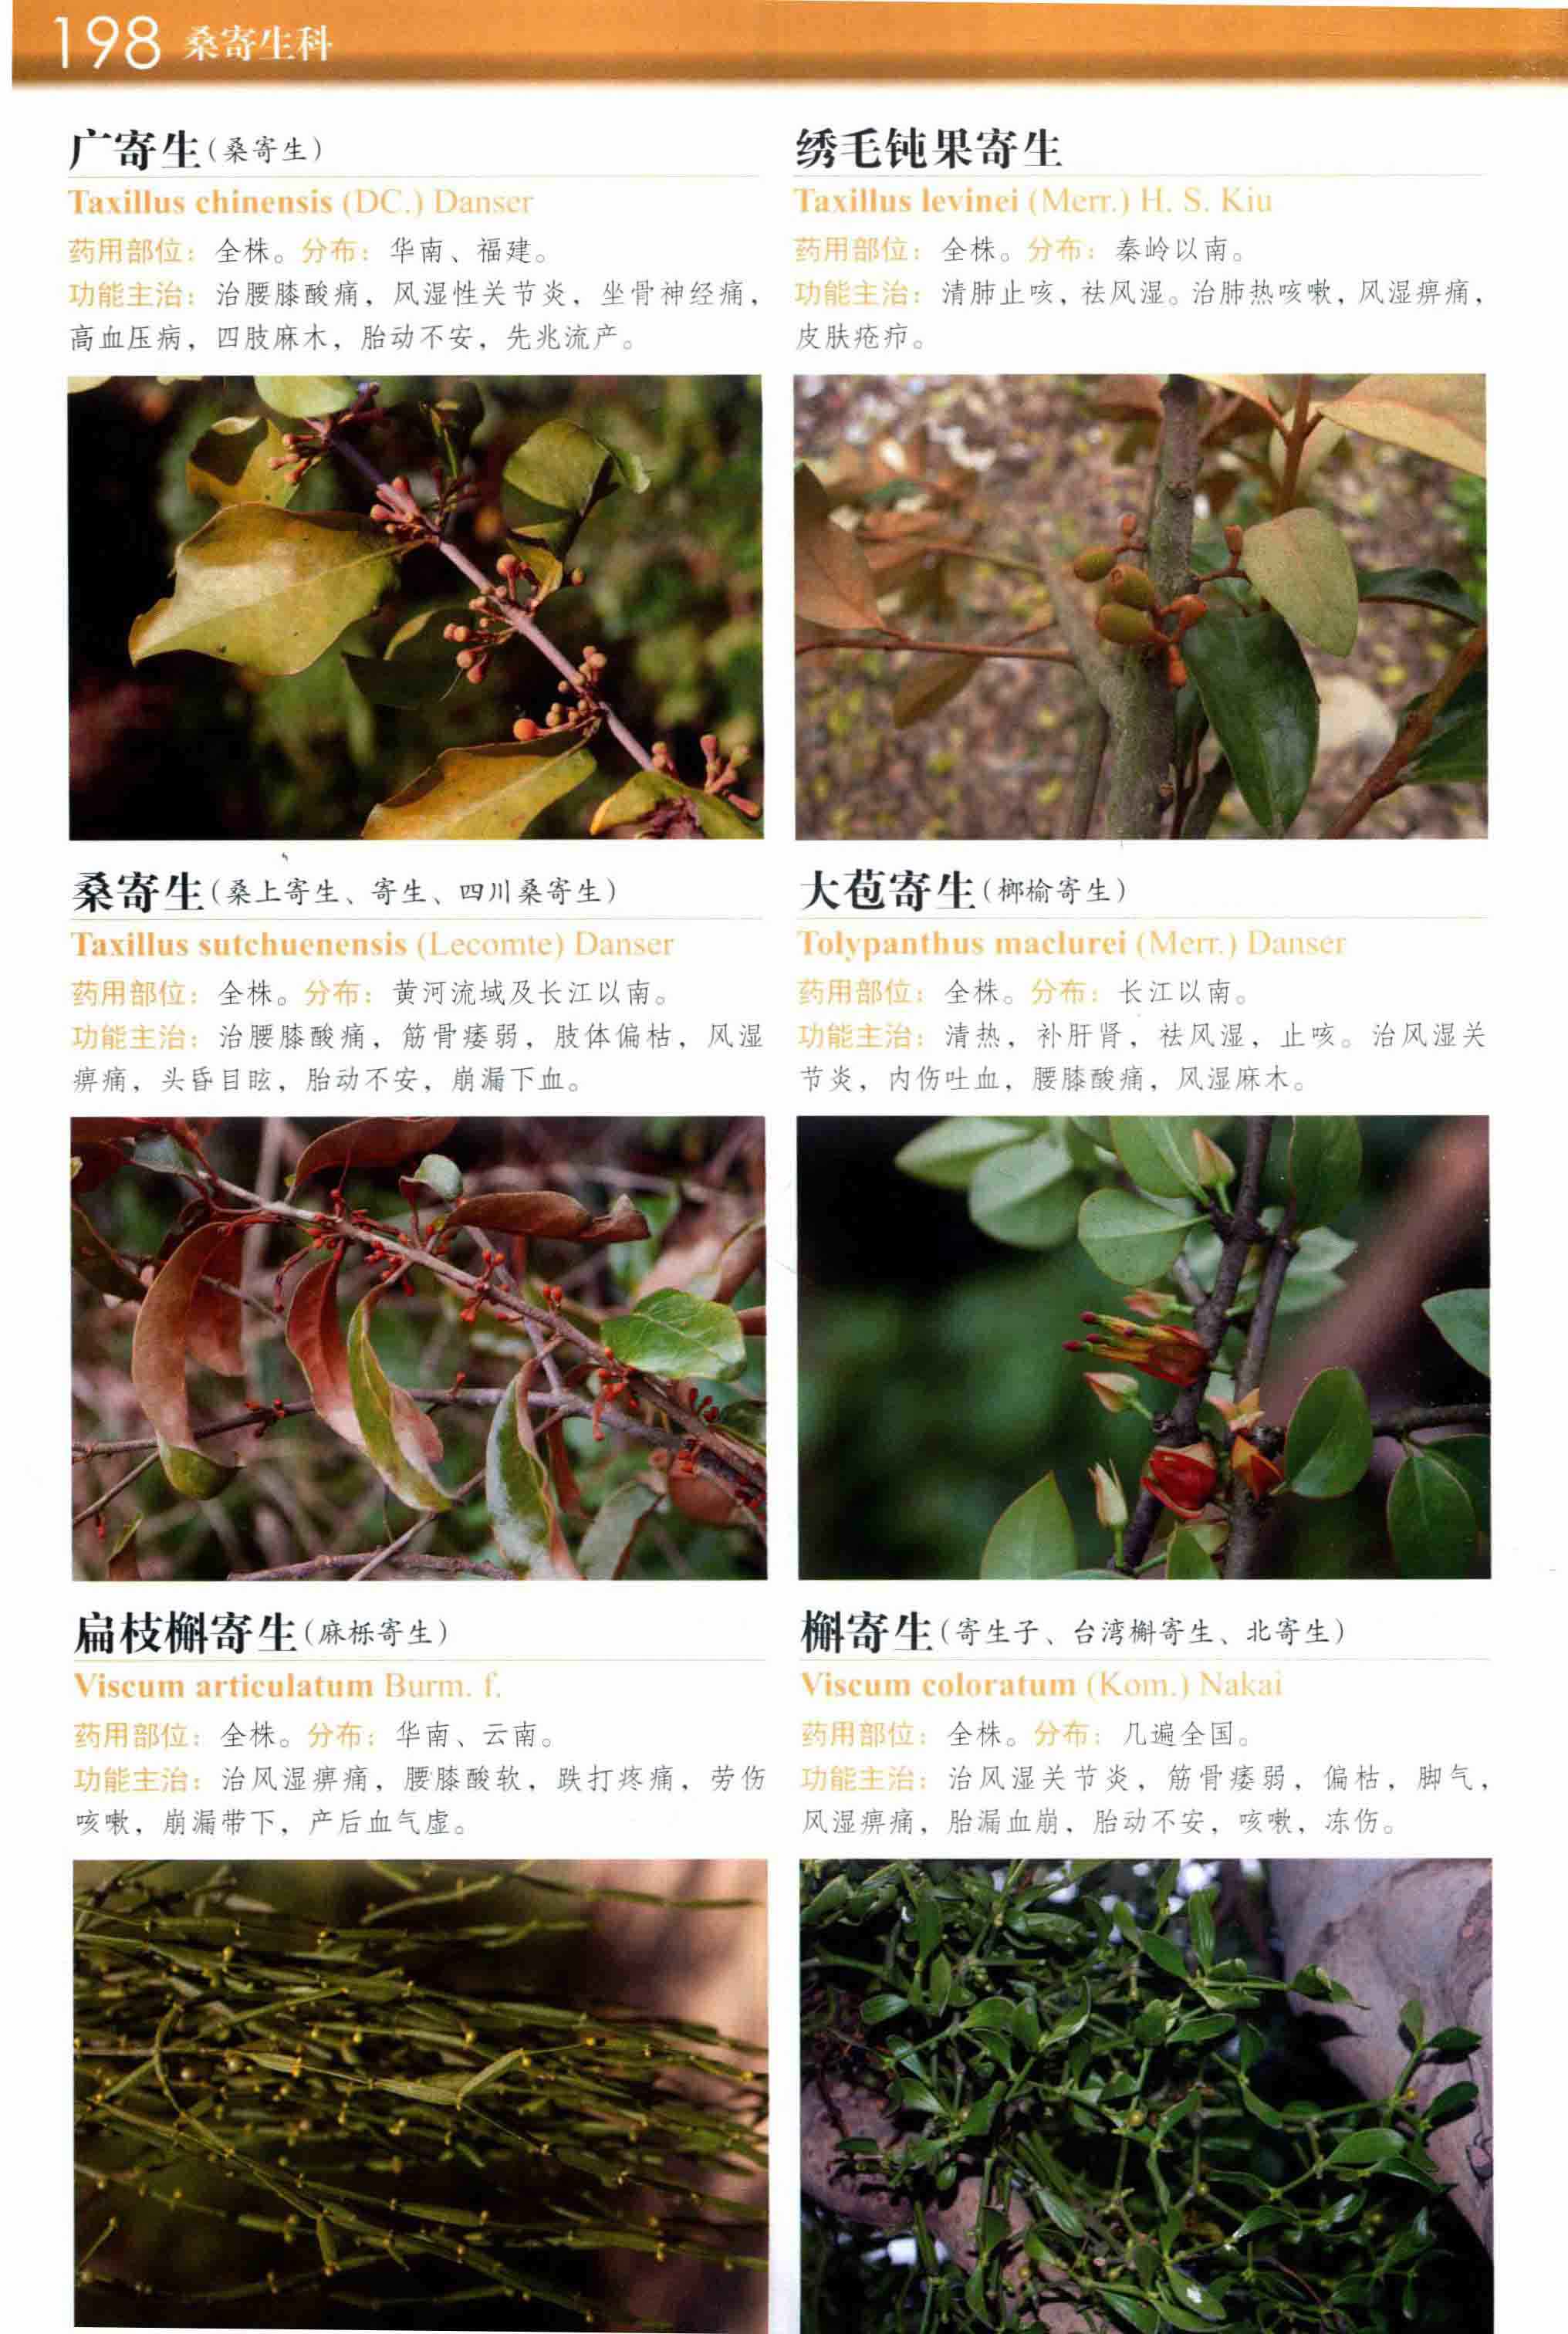 198 桑寄生科
广寄生（桑寄生）
Taxillus chinensis (DC.) Danser
药用部位：全株。分布：华南、福建。
功能主治：治腰膝酸痛，风湿性关节炎，坐骨神经痛，
高血压病，四肢麻木，胎动不安，先兆流产。
绣毛钝果寄生
Taxillus levinei (Merr.) H. S. Kiu
药用部位：全株。分布：秦岭以南。
功能主治：清肺止咳，祛风湿。治肺热咳嗽，风湿痹痛，
皮肤疮疖。
桑寄生（桑上寄生、寄生、四川桑寄生）
Taxillus sutchuenensis (Lecomte) Danser
药用部位：全株。分布：黄河流域及长江以南。
功能主治：治腰膝酸痛，筋骨痿弱，肢体偏枯，风湿
痹痛，头昏目眩，胎动不安，崩漏下血。
大苞寄生（榔榆寄生）
Tolypanthus maclurei (Merr.) Danser
药用部位：全株。分布：长江以南。
功能主治：清热，补肝肾，祛风湿，止咳。治风湿关
节炎，内伤吐血，腰膝酸痛，风湿麻木。
扁枝槲寄生（麻栎寄生）
Viscum articulatum Burm. f.
药用部位：全株。分布：华南、云南。
功能主治：治风湿痹痛，腰膝酸软，跌打疼痛，劳伤
咳嗽，崩漏带下，产后血气虚。
槲寄生（寄生子、台湾槲寄生、北寄生）
Viscum coloratum (Kom.) Nakai
药用部位：全株。分布：几遍全国。
功能主治：治风湿关节炎，筋骨痿弱，偏枯，脚气，
风湿痹痛，胎漏血崩，胎动不安，咳嗽，冻伤。